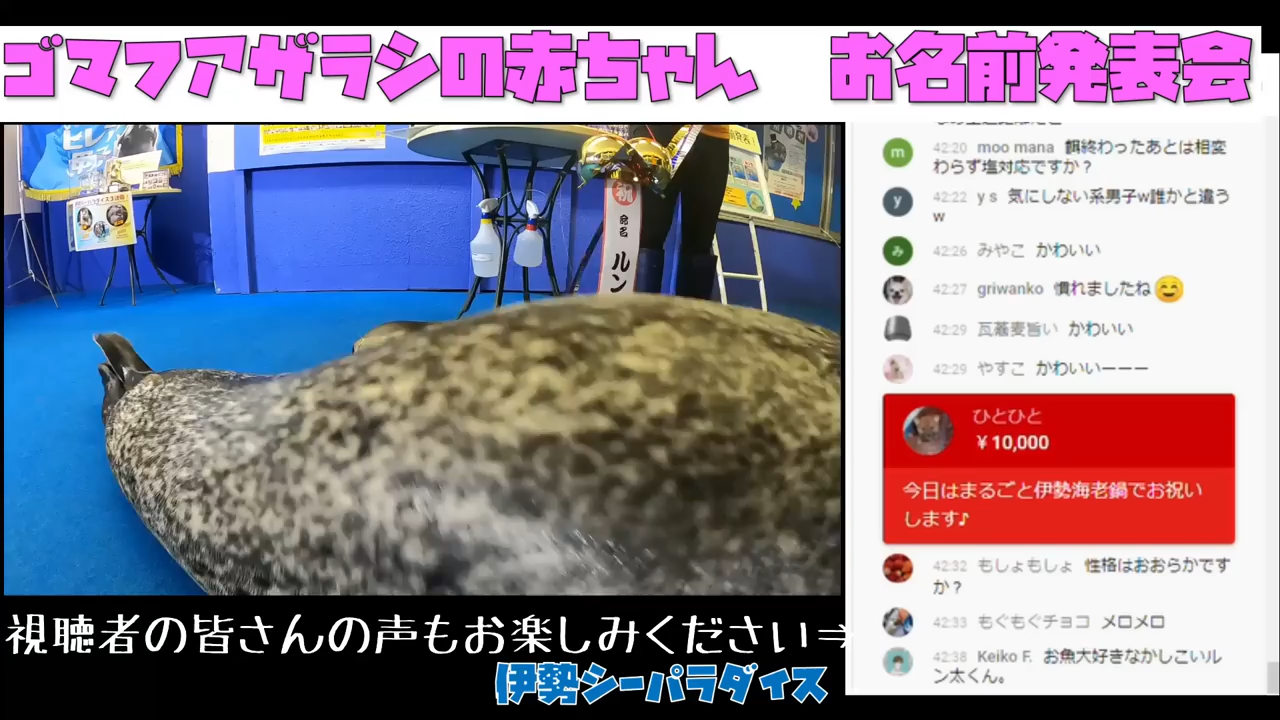 ゴマフアザラシの赤ちゃん　お名前発表会
祝
命名
ルン
42:20 moo mana 餌終わったあとは相変
わらず塩対応ですか？
42:22 y s 気にしない系男子w誰かと違う
w
42:26 みやこ かわいい
42:27 griwanko 慣れましたね😊
42:29 瓦蕎麦旨い かわいい
42:29 やすこ かわいいーーー
ひとひと
￥10,000
今日はまるごと伊勢海老鍋でお祝い
します♪
42:32 もしょもしょ 性格はおおらかです
か？
42:33 もぐもぐチョコ メロメロ
42:38 Keiko F. お魚大好きなかしこいル
ン太くん。
視聴者の皆さんの声もお楽しみください⇒
伊勢シーパラダイス